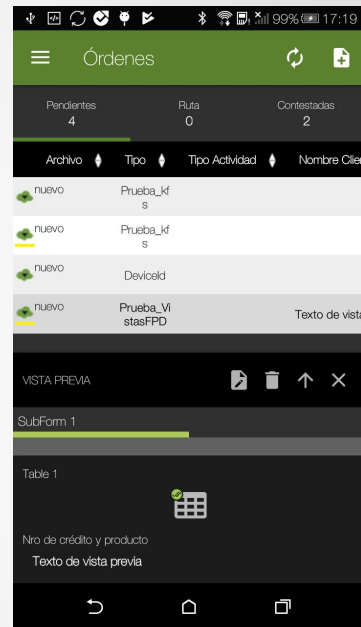 99% 17:19
Órdenes
Pendientes Ruta Contestadas
4 0 2
Archivo Tipo Tipo Actividad Nombre Clie
nuevo Prueba_kf
s
nuevo Prueba_kf
s
nuevo DeviceId
nuevo Prueba_Vi Texto de vista
stasFPD
VISTA PREVIA
SubForm 1
Table 1
Nro de crédito y producto
Texto de vista previa